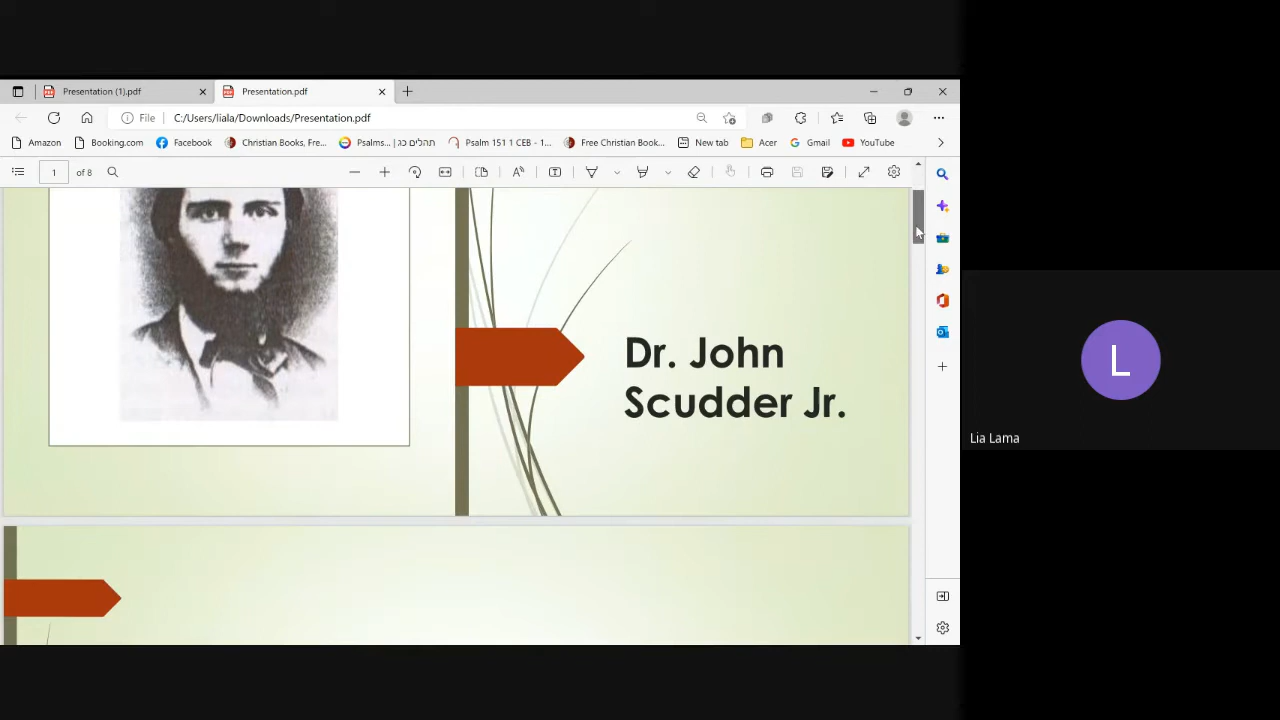 Presentation (1).pdf
Presentation.pdf
File
C:/Users/liala/Downloads/Presentation.pdf
Amazon
Booking.com
Facebook
Christian Books, Fre...
Psalms... | תהלים כג
Psalm 151 1 CEB - 1...
Free Christian Book...
New tab
Acer
Gmail
YouTube
1 of 8
Dr. John
Scudder Jr.
L
Lia Lama